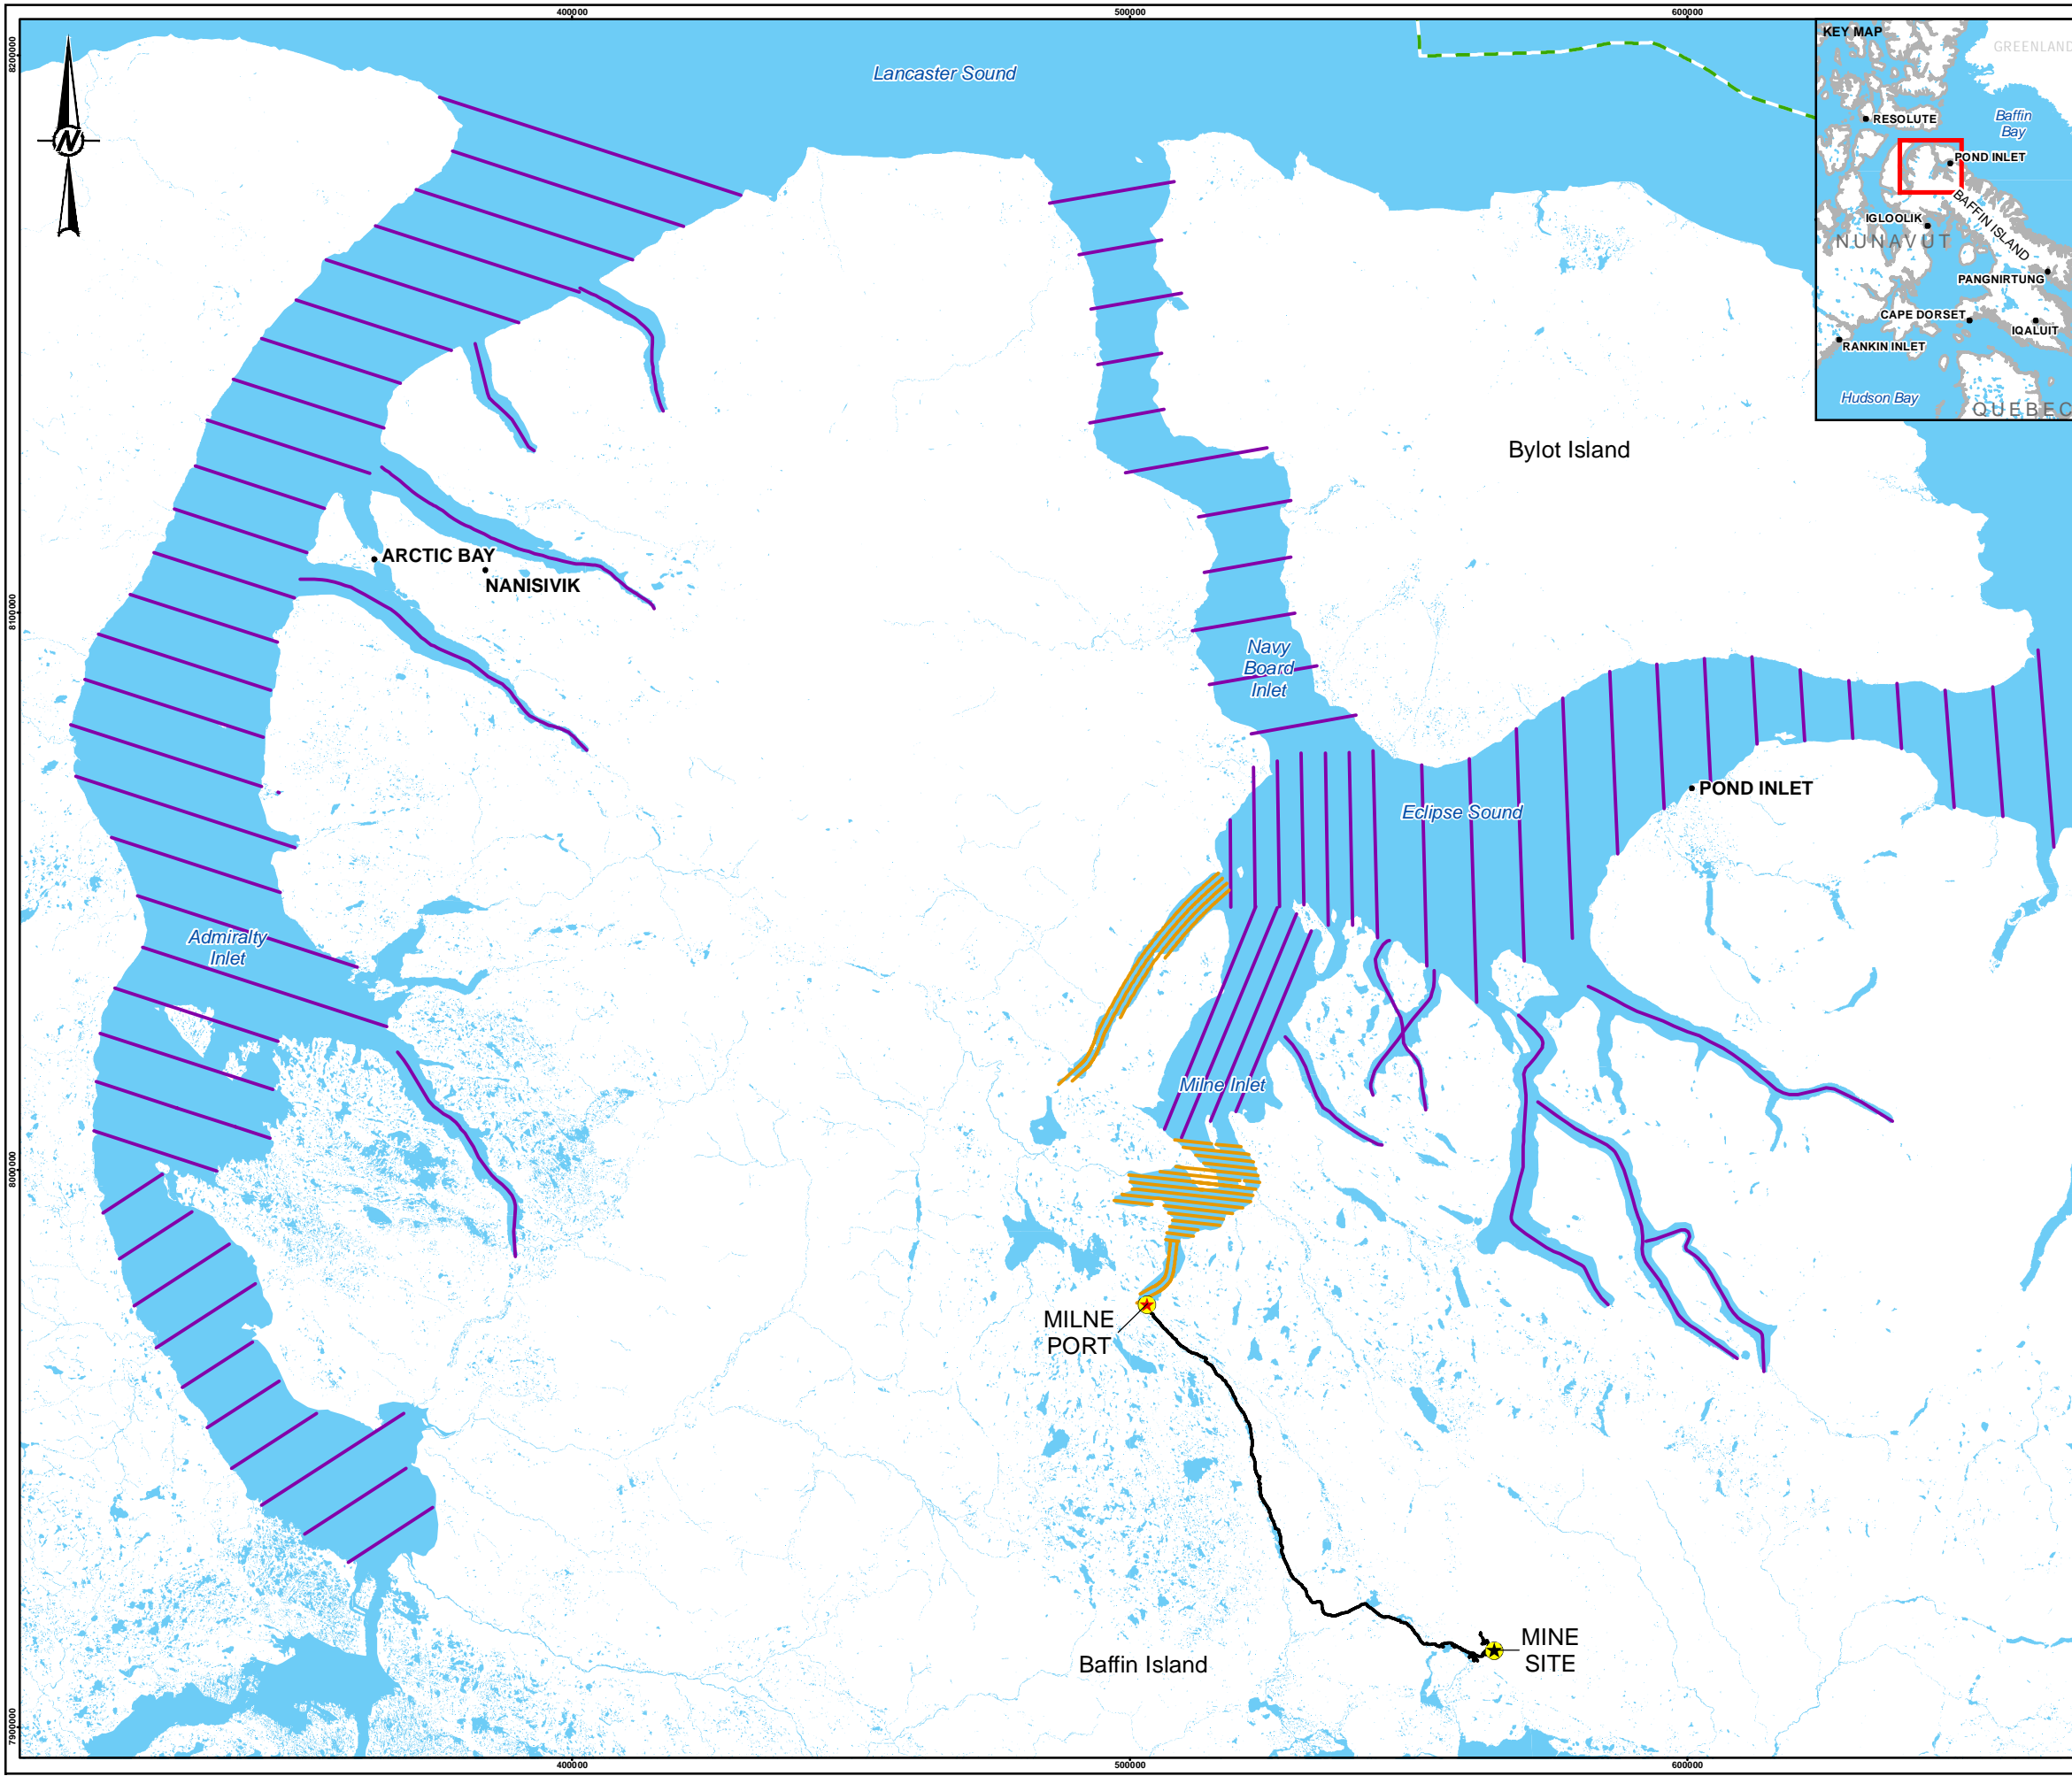 400000
500000
600000
8200000
8100000
8000000
7900000
N
Lancaster Sound
KEY MAP
GREENLAND
Baffin
Bay
RESOLUTE
POND INLET
BAFFIN ISLAND
IGLOOLIK
NUNAVUT
PANGNIRTUNG
CAPE DORSET
IQALUIT
RANKIN INLET
Hudson Bay
QUEBEC
Bylot Island
ARCTIC BAY
NANISIVIK
Navy
Board
Inlet
POND INLET
Eclipse Sound
Admiralty
Inlet
Milne Inlet
MILNE
PORT
MINE
SITE
Baffin Island
400000
500000
600000